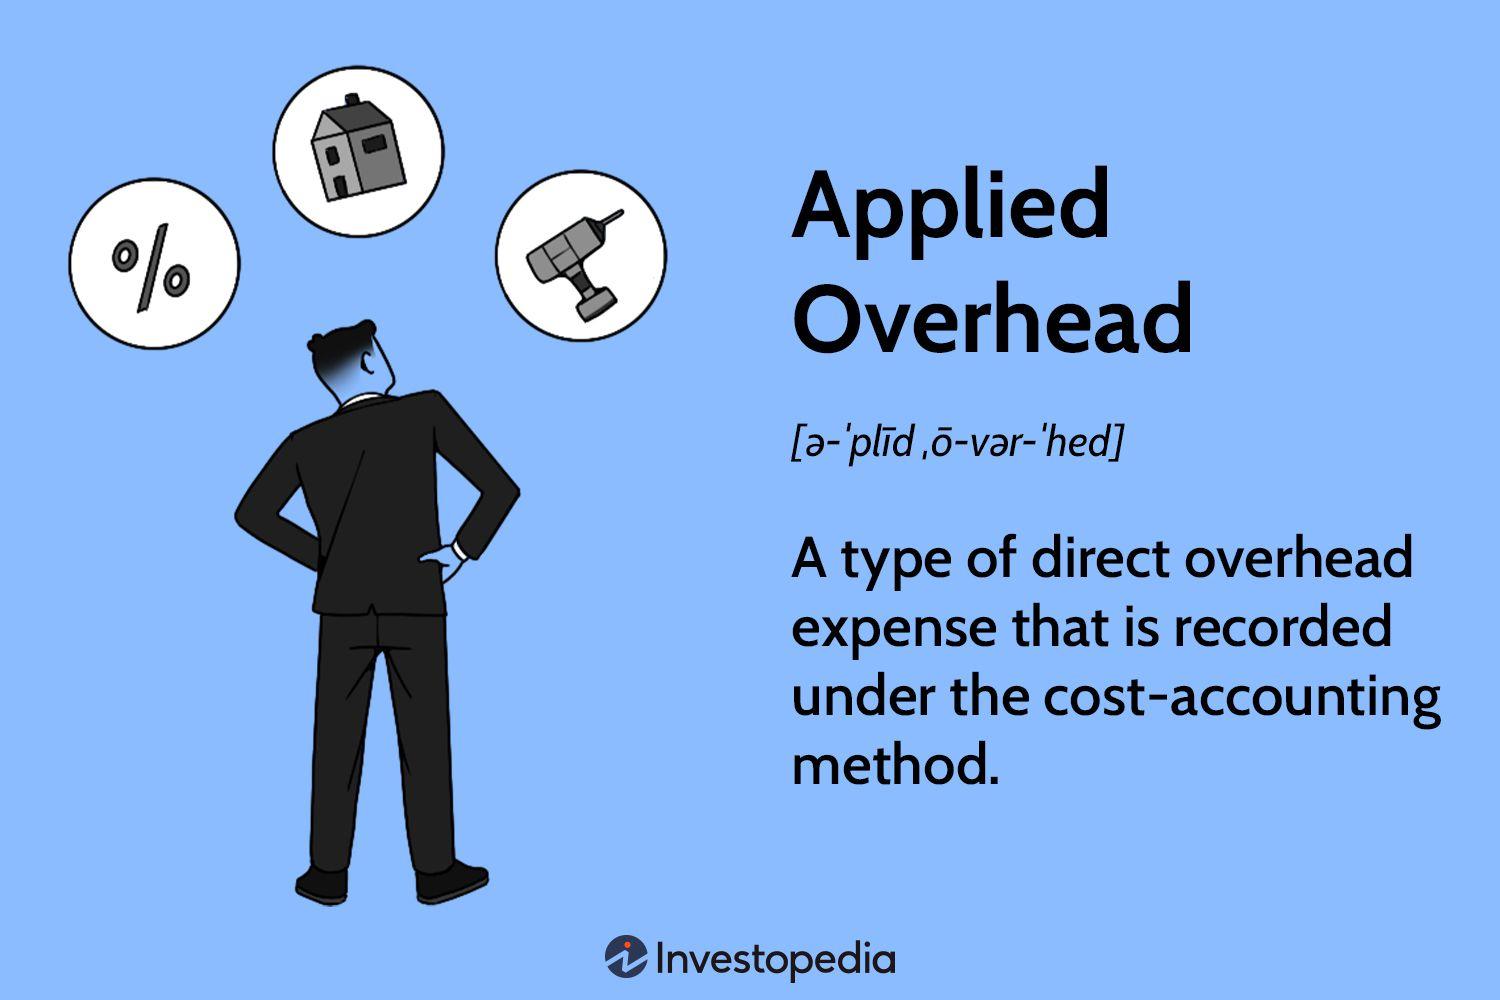 %
Applied
Overhead
[ə-ˈplīd ˌō-vər-ˈhed]
A type of direct overhead
expense that is recorded
under the cost-accounting
method.
Investopedia